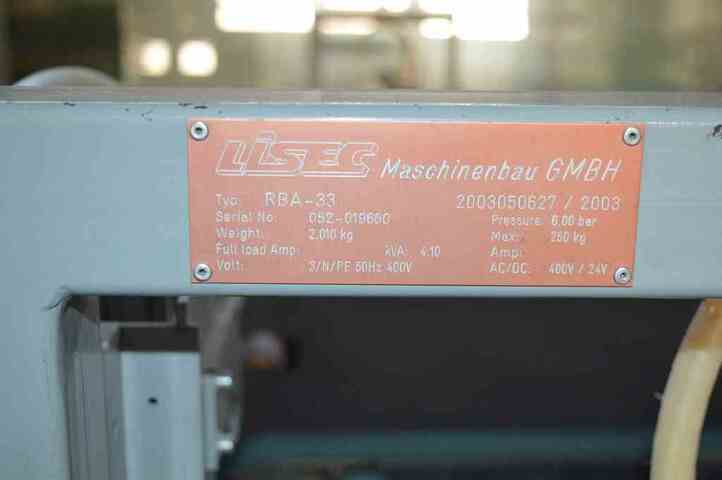 LiSEC Maschinenbau GMBH
Typ: RBA-33 2003050627 / 2003
Serial No: 052-019600 Pressure: 6,00 bar
Weight: 2.010 kg Max: 250 kg
Full load Amp: kVA: 4.10 Amp:
Volt: 3/N/PE 50Hz 400V AC/DC: 400V / 24V